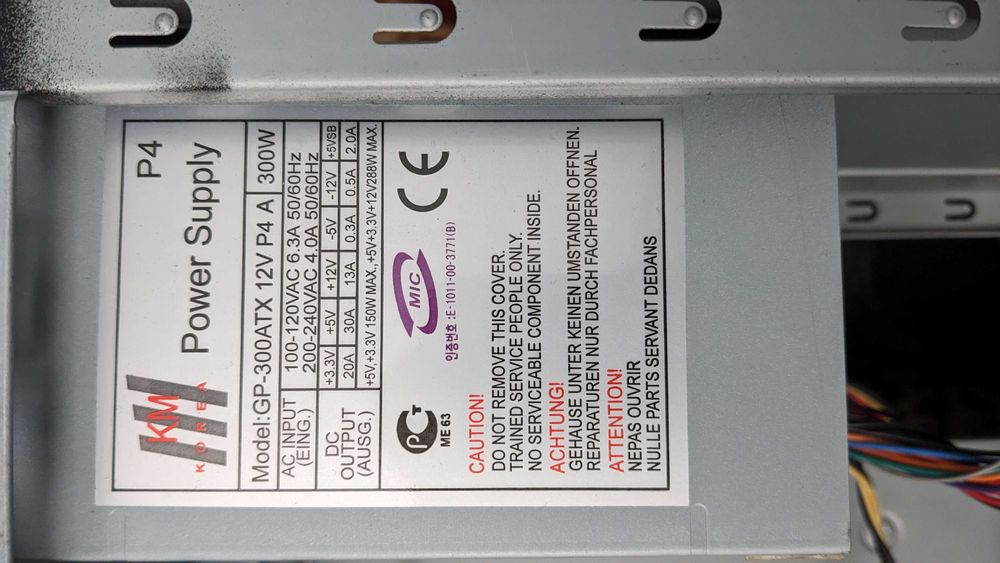 P4
KM
KOREA
Power Supply
Model:GP-300ATX 12V P4 A 300W
AC INPUT 100-120VAC 6.3A 50/60Hz
(EING.) 200-240VAC 4.0A 50/60Hz
DC OUTPUT (AUSG.)
+3.3V +5V +12V -5V -12V +5VSB
20A 30A 13A 0.3A 0.5A 2.0A
+5V,+3.3V 150W MAX.,+5V+3.3V+12V288W MAX.
PCT
ME 63
MIC
인증번호 :E-1011-00-3771(B)
CE
CAUTION!
DO NOT REMOVE THIS COVER.
TRAINED SERVICE PEOPLE ONLY.
NO SERVICEABLE COMPONENT INSIDE.
ACHTUNG!
GEHAUSE UNTER KEINEN UMSTANDEN OFFNEN.
REPARATUREN NUR DURCH FACHPERSONAL
ATTENTION!
NEPAS OUVRIR
NULLE PARTS SERVANT DEDANS